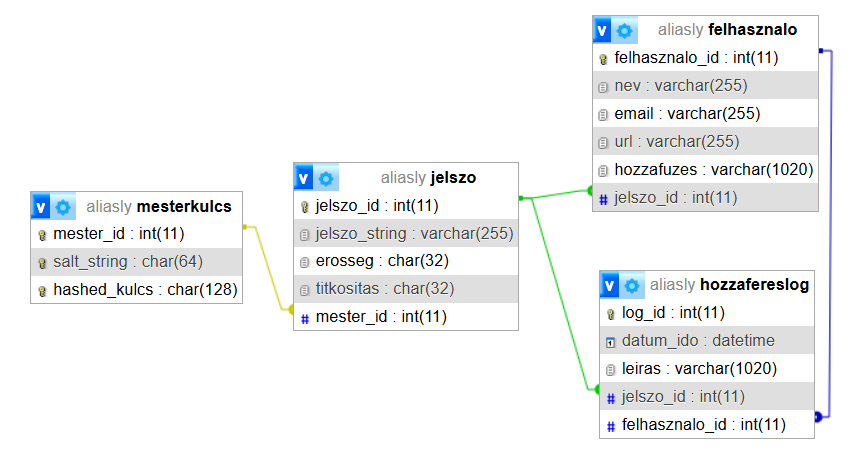 v aliasly mesterkulcs
mester_id : int(11)
salt_string : char(64)
hashed_kulcs : char(128)
v aliasly jelszo
jelszo_id : int(11)
jelszo_string : varchar(255)
erosseg : char(32)
titkositas : char(32)
# mester_id : int(11)
v aliasly felhasznalo
felhasznalo_id : int(11)
nev : varchar(255)
email : varchar(255)
url : varchar(255)
hozzafuzes : varchar(1020)
# jelszo_id : int(11)
v aliasly hozzafereslog
log_id : int(11)
datum_ido : datetime
leiras : varchar(1020)
# jelszo_id : int(11)
# felhasznalo_id : int(11)